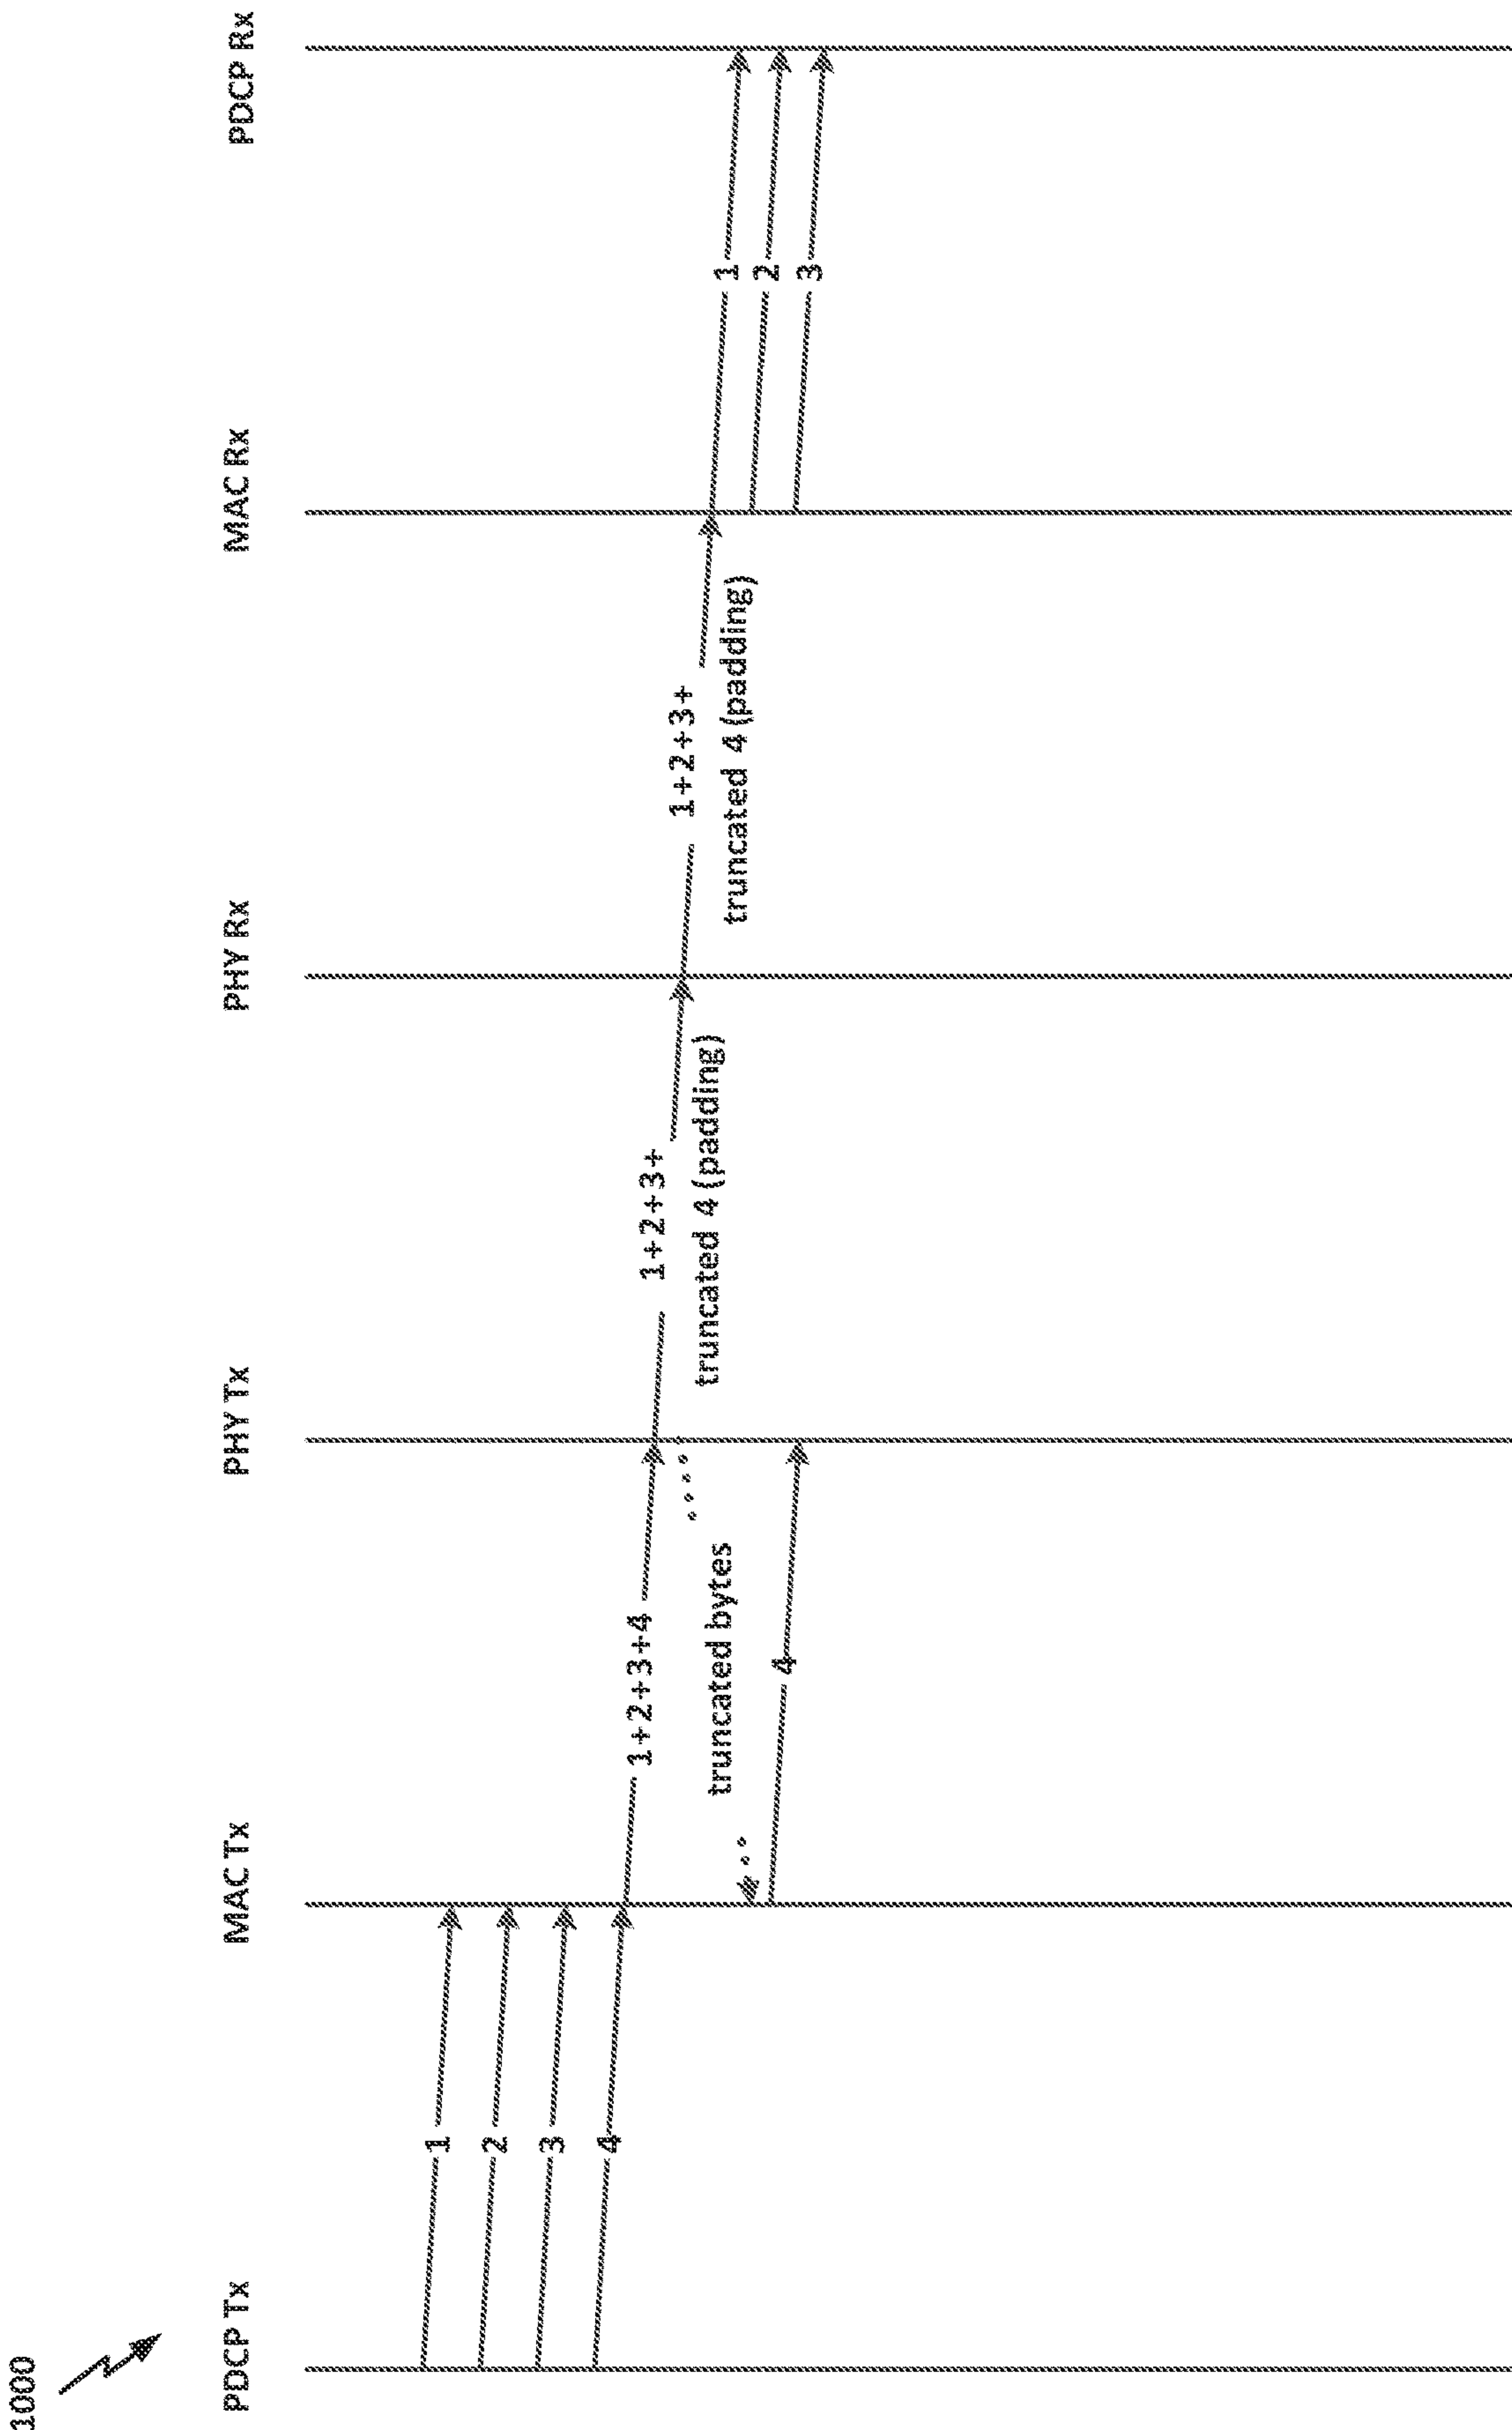 1000
PDCP Tx
MAC Tx
PHY Tx
PHY Rx
MAC Rx
PDCP Rx
1
2
3
4
1+2+3+4
truncated bytes
4
1+2+3+
truncated 4 (padding)
1+2+3+
truncated 4 (padding)
1
2
3